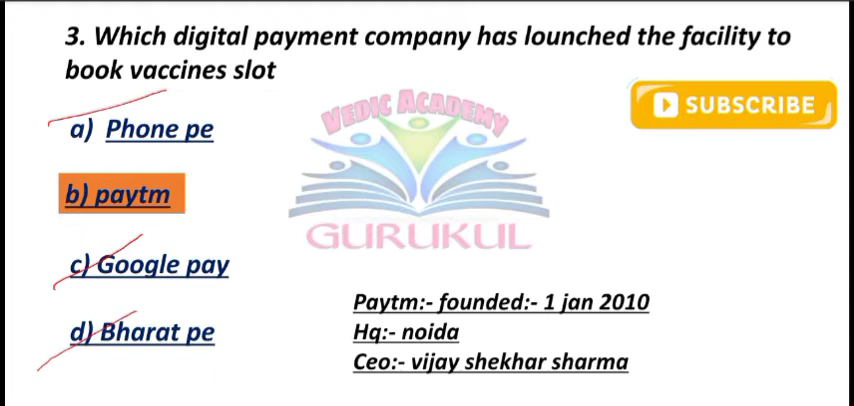 3. Which digital payment company has lounched the facility to
book vaccines slot
VEDIC ACADEMY
SUBSCRIBE
a) Phone pe
b) paytm
GURUKUL
c) Google pay
Paytm:- founded:- 1 jan 2010
d) Bharat pe
Hq:- noida
Ceo:- vijay shekhar sharma